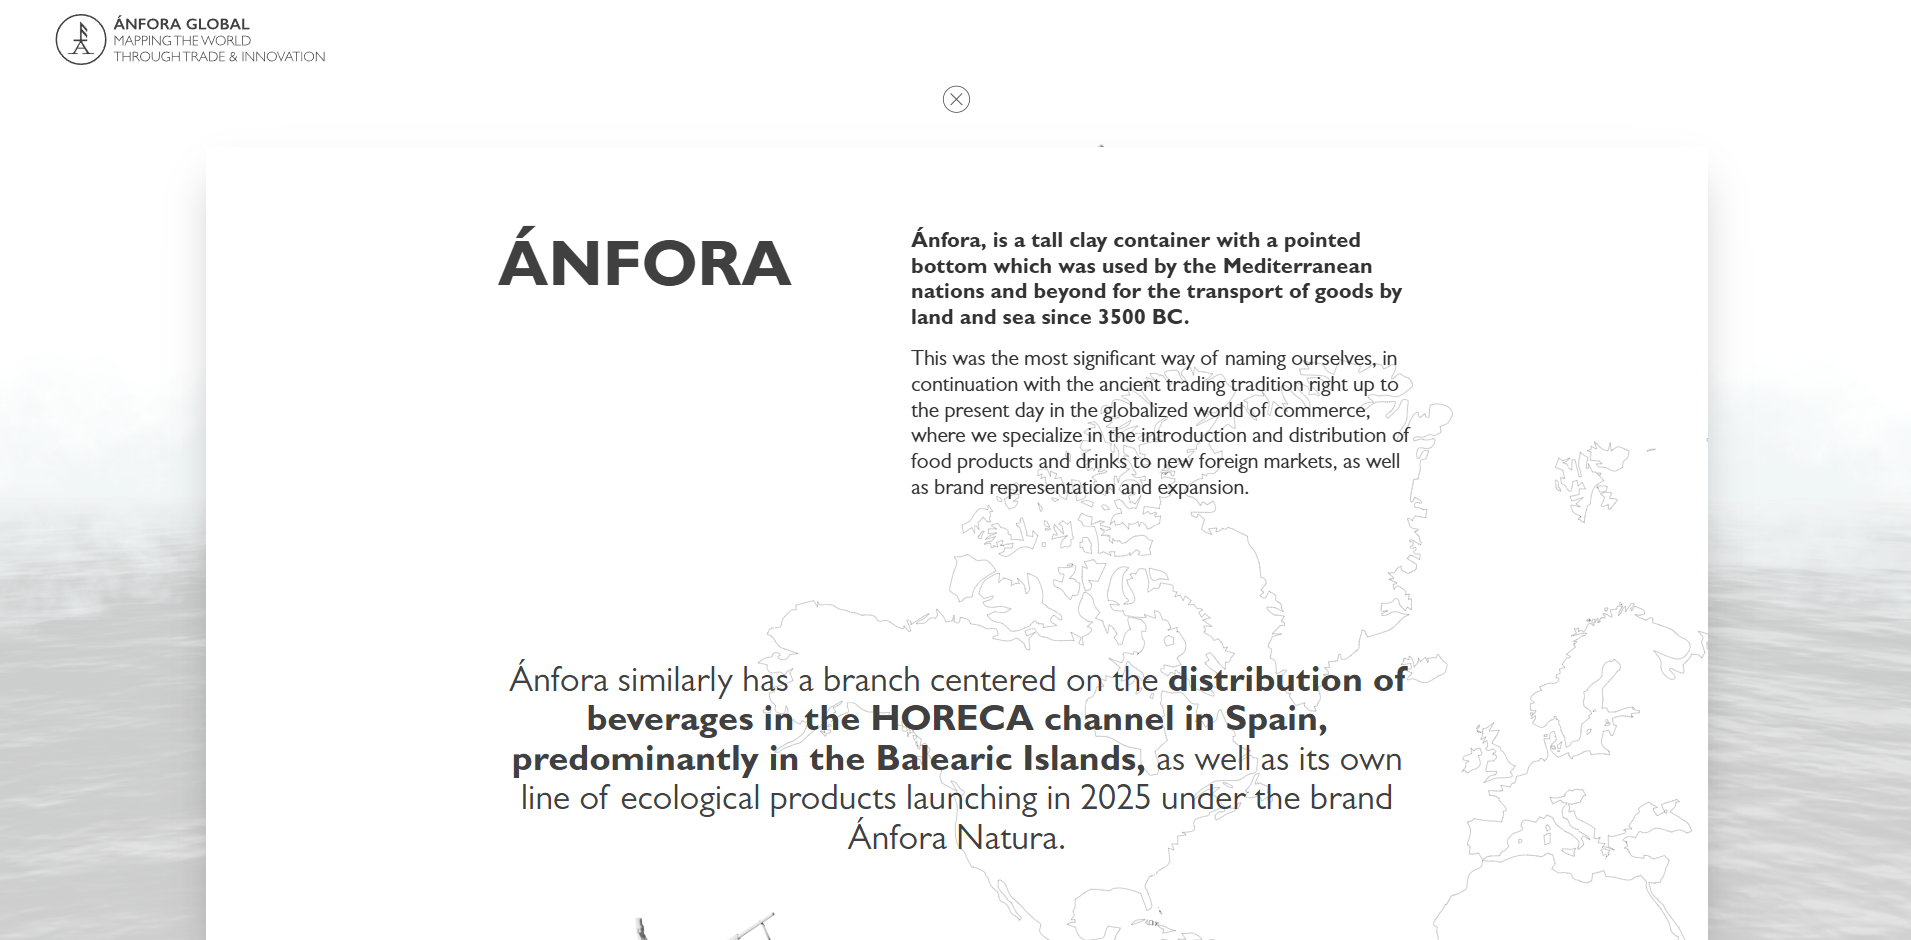 ÁNFORA GLOBAL
MAPPING THE WORLD
THROUGH TRADE & INNOVATION
ÁNFORA
Ánfora, is a tall clay container with a pointed
bottom which was used by the Mediterranean
nations and beyond for the transport of goods by
land and sea since 3500 BC.
This was the most significant way of naming ourselves, in
continuation with the ancient trading tradition right up to
the present day in the globalized world of commerce,
where we specialize in the introduction and distribution of
food products and drinks to new foreign markets, as well
as brand representation and expansion.
Ánfora similarly has a branch centered on the distribution of
beverages in the HORECA channel in Spain,
predominantly in the Balearic Islands, as well as its own
line of ecological products launching in 2025 under the brand
Ánfora Natura.